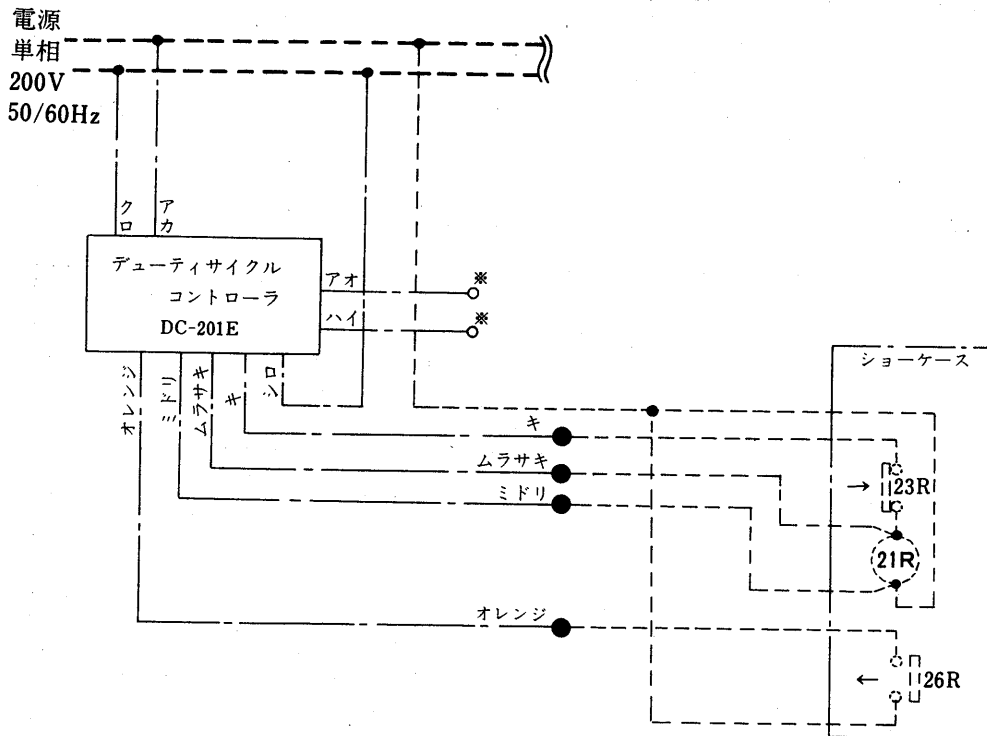 電源
単相
200V
50/60Hz
クロ
アカ
デューティサイクル
コントローラ
DC-201E
アオ
※
ハイ
※
オレンジ
ミドリ
ムラサキ
キ
シロ
ショーケース
キ
ムラサキ
ミドリ
→
23R
21R
オレンジ
←
26R